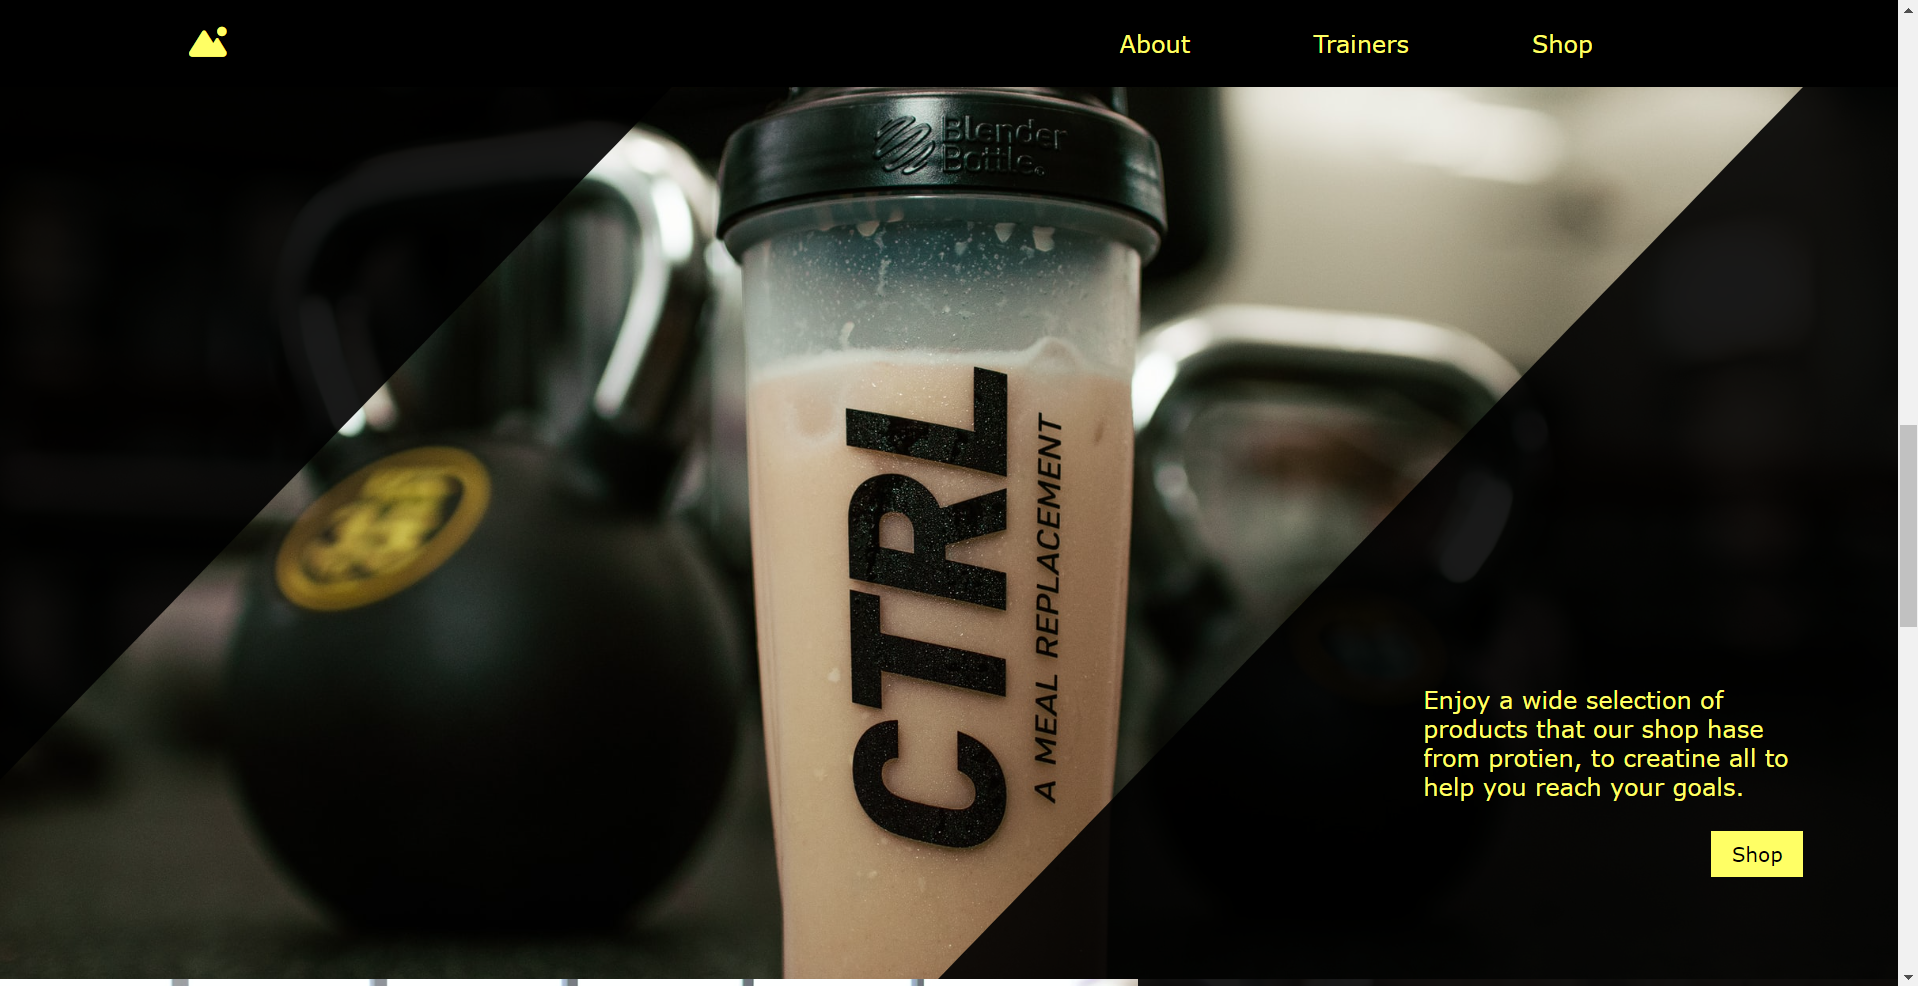 About
Trainers
Shop
Blender
Bottle®
CTRL
A MEAL REPLACEMENT
Enjoy a wide selection of
products that our shop hase
from protien, to creatine all to
help you reach your goals.
Shop